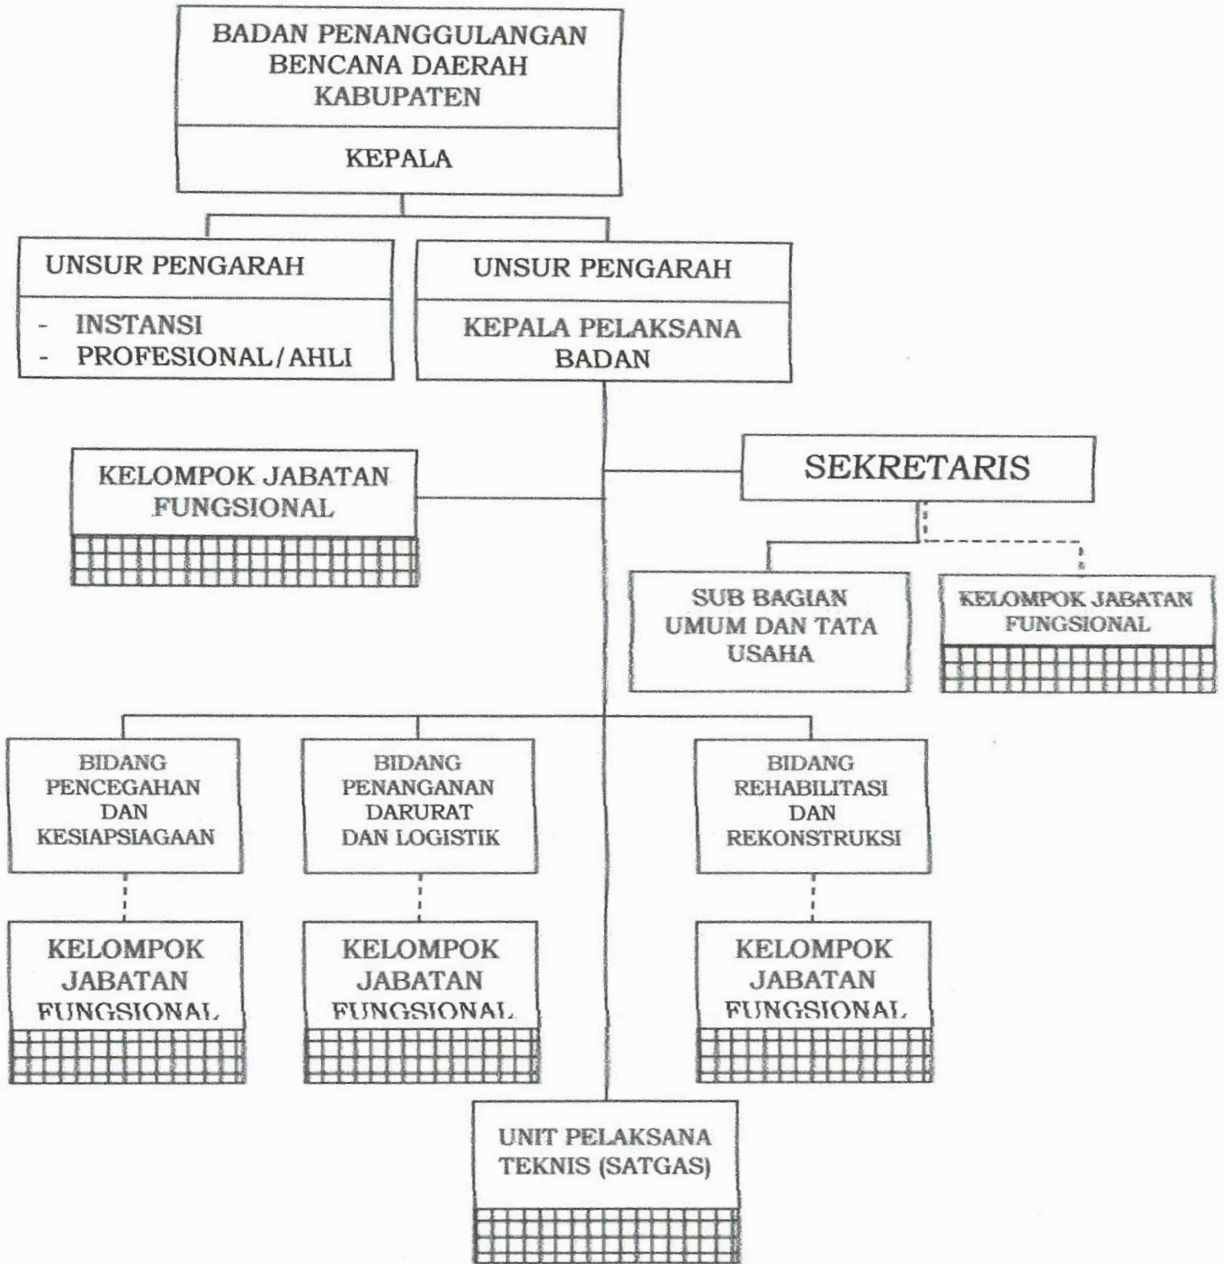 BADAN PENANGGULANGAN
BENCANA DAERAH
KABUPATEN
KEPALA
UNSUR PENGARAH
- INSTANSI
- PROFESIONAL/AHLI
UNSUR PENGARAH
KEPALA PELAKSANA
BADAN
KELOMPOK JABATAN
FUNGSIONAL
SEKRETARIS
SUB BAGIAN
UMUM DAN TATA
USAHA
KELOMPOK JABATAN
FUNGSIONAL
BIDANG
PENCEGAHAN
DAN
KESIAPSIAGAAN
BIDANG
PENANGANAN
DARURAT
DAN LOGISTIK
BIDANG
REHABILITASI
DAN
REKONSTRUKSI
KELOMPOK
JABATAN
FUNGSIONAL
KELOMPOK
JABATAN
FUNGSIONAL
KELOMPOK
JABATAN
FUNGSIONAL
UNIT PELAKSANA
TEKNIS (SATGAS)